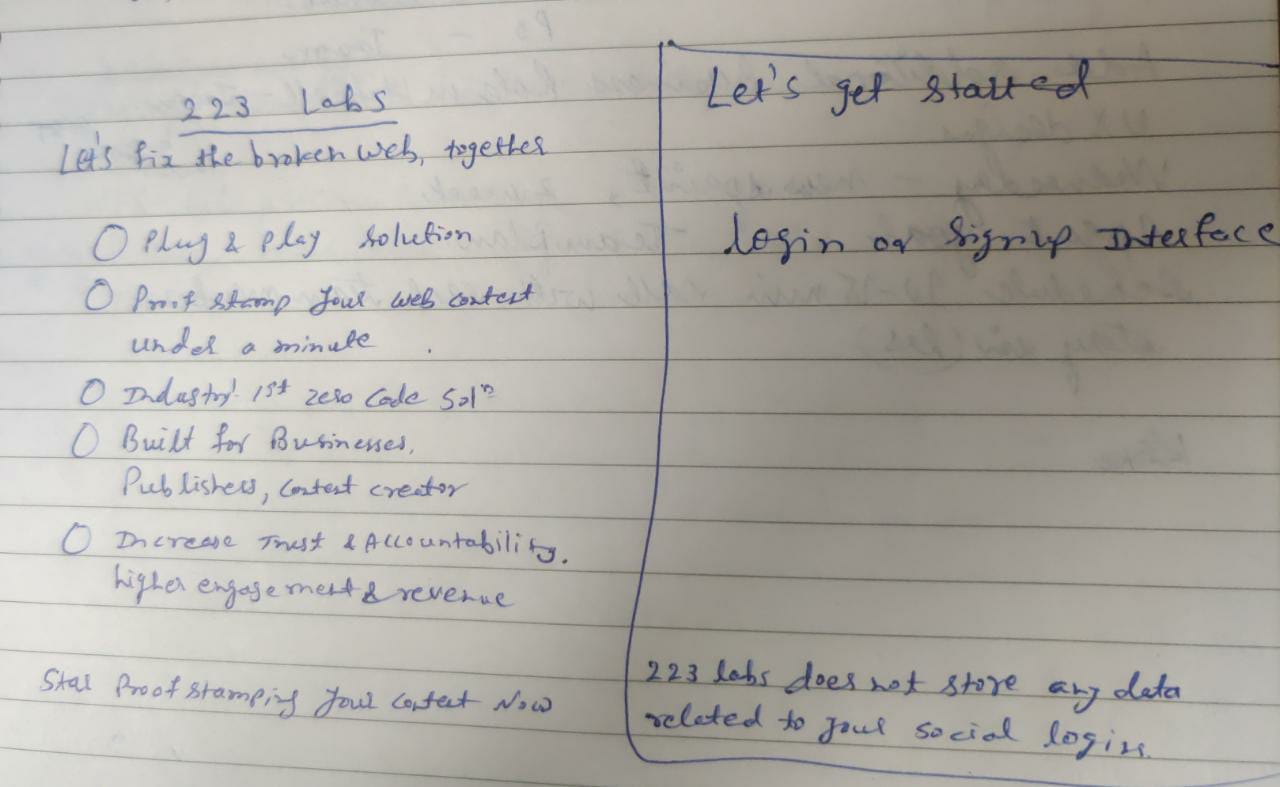 223 Labs
Let's fix the broken web, together
Plug & Play solution
Proof stamp your web content
under a minute
Industry' 1st zero code Solⁿ
Built for Businesses,
Publishers, content creator
Increase Trust & Accountability.
higher engagement & revenue
Star Proof stamping your content Now
Let's get started
login or Signup Interface
223 labs does not store any data
related to your social login.